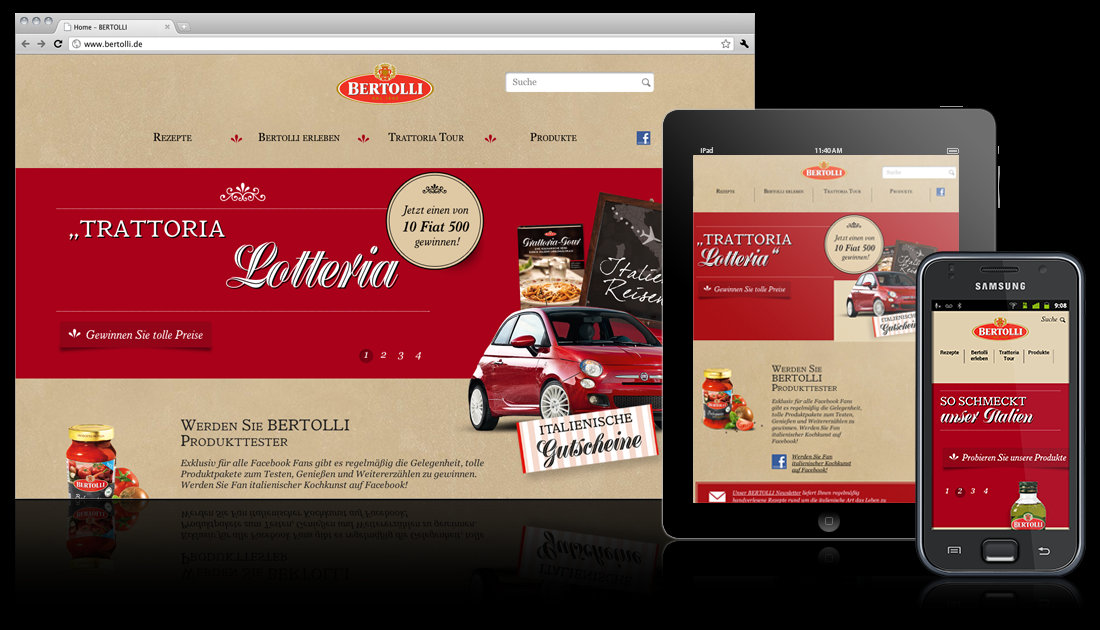 Home - BERTOLLI
www.bertolli.de
BERTOLLI
Suche
REZEPTE
BERTOLLI ERLEBEN
TRATTORIA TOUR
PRODUKTE
„TRATTORIA
Lotteria
Jetzt einen von
10 Fiat 500
gewinnen!
Trattoria-Tour
Italien
Reisen
Gewinnen Sie tolle Preise
1 2 3 4
ITALIENISCHE
Gutscheine
WERDEN SIE BERTOLLI
PRODUKTTESTER
Exklusiv für alle Facebook Fans gibt es regelmäßig die Gelegenheit, tolle
Produktpakete zum Testen, Genießen und Weitererzählen zu gewinnen.
Werden Sie Fan italienischer Kochkunst auf Facebook!
BERTOLLI
iPad
11:40 AM
BERTOLLI
Suche
REZEPTE
BERTOLLI ERLEBEN
TRATTORIA TOUR
PRODUKTE
„TRATTORIA
Lotteria“
Jetzt einen von
10 Fiat 500
gewinnen!
Gewinnen Sie tolle Preise
ITALIENISCHE
Gutscheine
WERDEN SIE
BERTOLLI
PRODUKTTESTER
Exklusiv für alle Facebook Fans
gibt es regelmäßig die Gelegenheit,
tolle Produktpakete zum Testen,
Genießen und Weitererzählen zu
gewinnen. Werden Sie Fan
italienischer Kochkunst auf
Facebook!
Werden Sie Fan
italienischer Kochkunst
auf Facebook
Unser BERTOLLI Newsletter liefert Ihnen regelmäßig
handverlesene Rezepte rund um die italienische Art das Leben zu
SAMSUNG
9:08
Suche
BERTOLLI
Rezepte
Bertolli
erleben
Trattoria
Tour
Produkte
SO SCHMECKT
unser Italien
Probieren Sie unsere Produkte
1 2 3 4
BERTOLLI